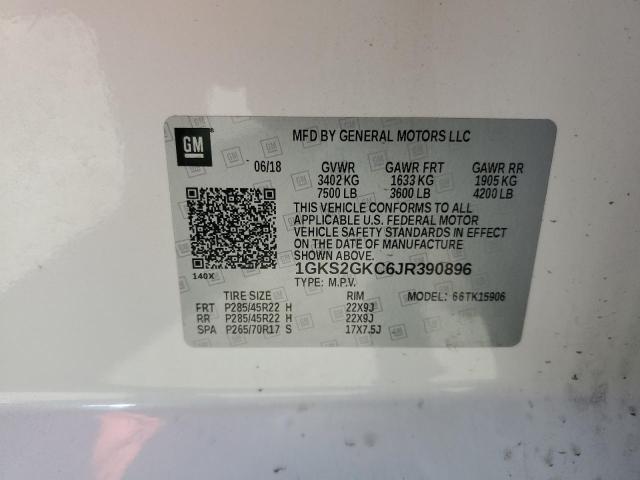 GM
MFD BY GENERAL MOTORS LLC
06/18 GVWR GAWR FRT GAWR RR
3402 KG 1633 KG 1905 KG
7500 LB 3600 LB 4200 LB
THIS VEHICLE CONFORMS TO ALL
APPLICABLE U.S. FEDERAL MOTOR
VEHICLE SAFETY STANDARDS IN EFFECT
ON THE DATE OF MANUFACTURE
SHOWN ABOVE.
140X
1GKS2GKC6JR390896
TYPE: M.P.V.
TIRE SIZE RIM MODEL: 66TK15906
FRT P285/45R22 H 22X9J
RR P285/45R22 H 22X9J
SPA P265/70R17 S 17X7.5J